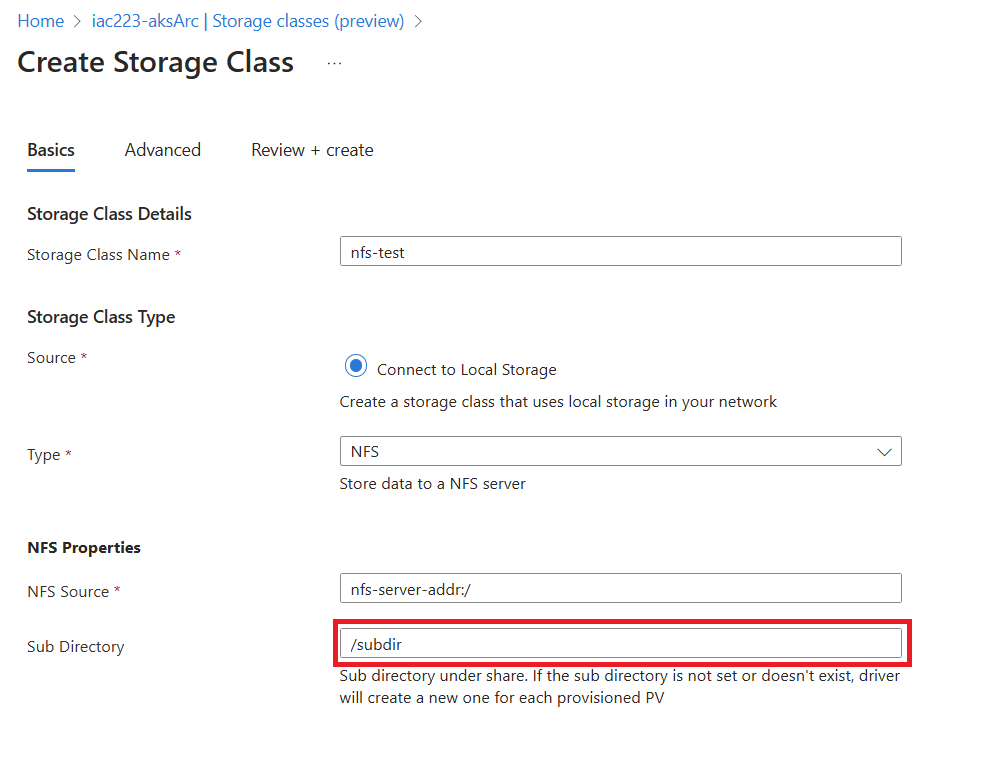 Home > iac223-aksArc | Storage classes (preview) >
Create Storage Class ...
Basics Advanced Review + create
Storage Class Details
Storage Class Name * nfs-test
Storage Class Type
Source * Connect to Local Storage
Create a storage class that uses local storage in your network
Type * NFS
Store data to a NFS server
NFS Properties
NFS Source * nfs-server-addr:/
Sub Directory /subdir
Sub directory under share. If the sub directory is not set or doesn't exist, driver
will create a new one for each provisioned PV